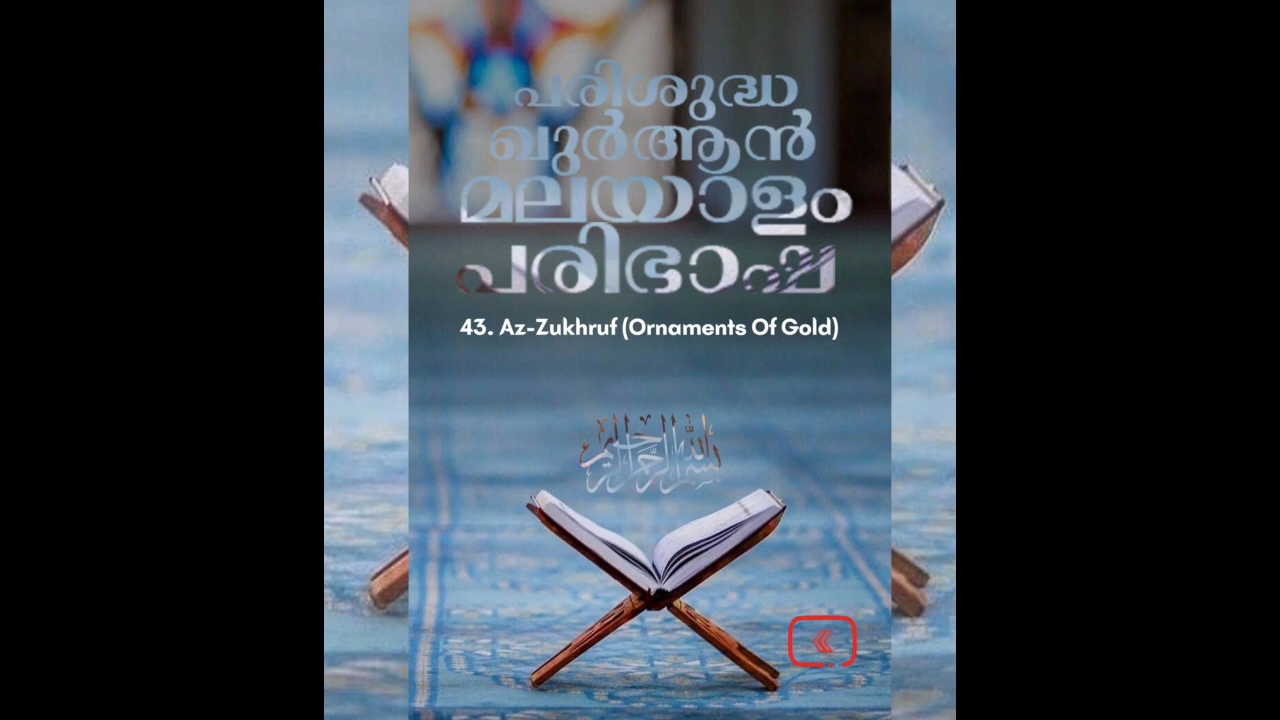 പരിശുദ്ധ
ഖുർആൻ
മലയാളം
പരിഭാഷ
43. Az-Zukhruf (Ornaments Of Gold)
بسم الله الرحمن الرحيم